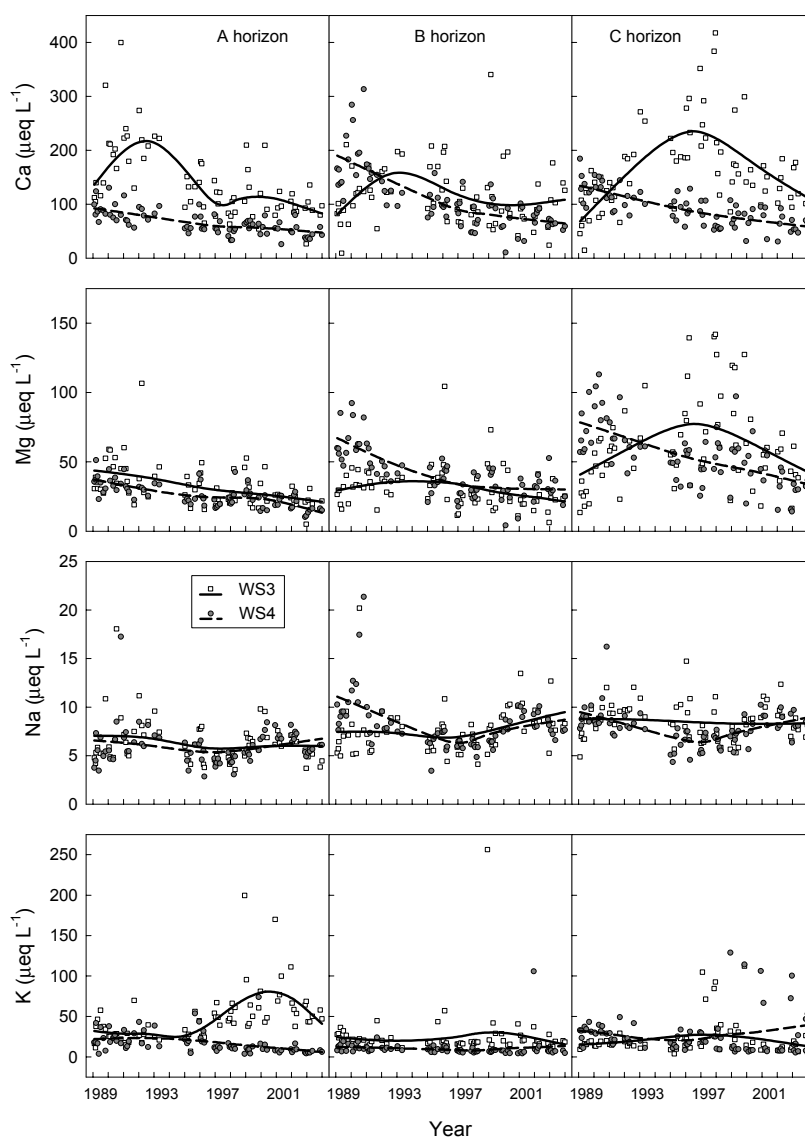 A horizon B horizon C horizon
400
300
200
100
0
Ca (μeq L⁻¹)
150
100
50
0
Mg (μeq L⁻¹)
25
20
15
10
5
0
Na (μeq L⁻¹)
WS3
WS4
250
200
150
100
50
0
K (μeq L⁻¹)
1989 1993 1997 2001 1989 1993 1997 2001 1989 1993 1997 2001
Year